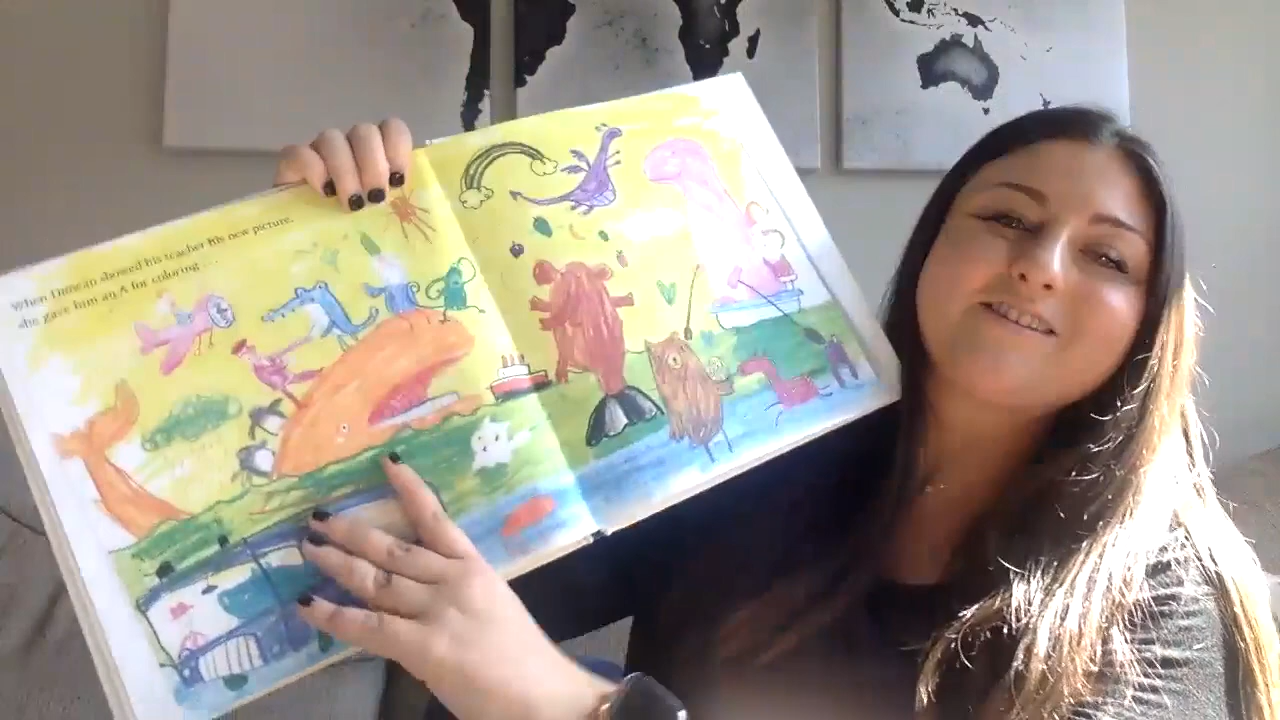 When Duncan showed his teacher his new picture,
she gave him an A for coloring . . .